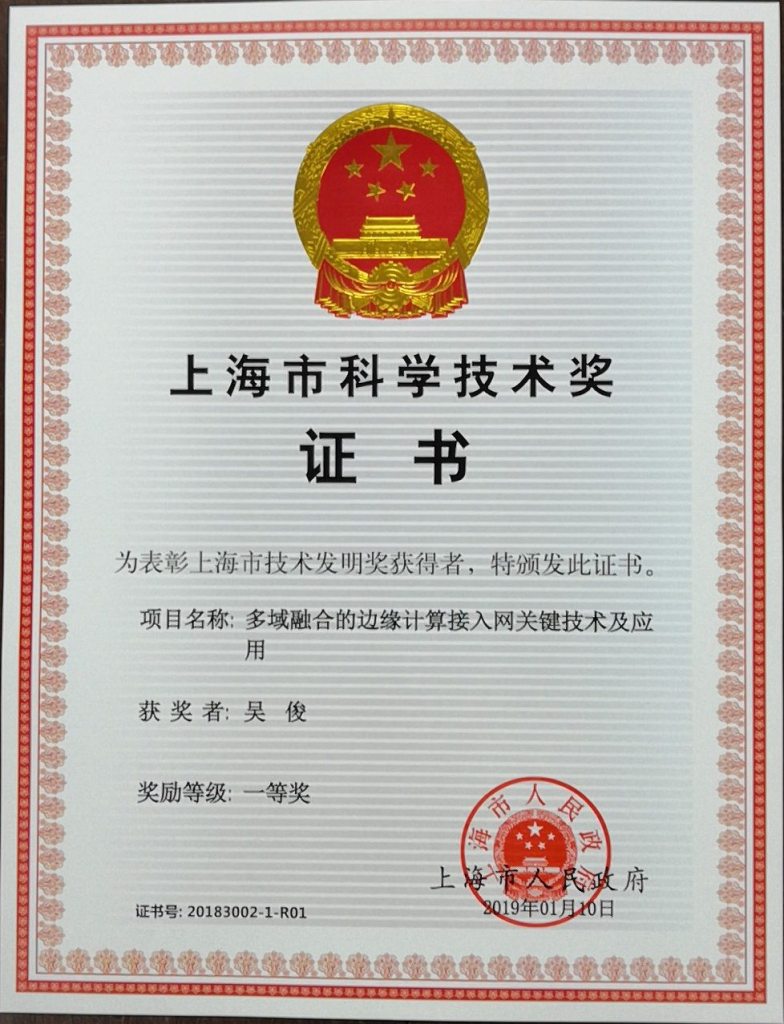 上海市科学技术奖
证 书
为表彰上海市技术发明奖获得者，特颁发此证书。
项目名称: 多域融合的边缘计算接入网关键技术及应
用
获 奖 者: 吴 俊
奖励等级: 一等奖
上海市人民政府
上海市人民政府
2019年01月10日
证书号: 20183002-1-R01